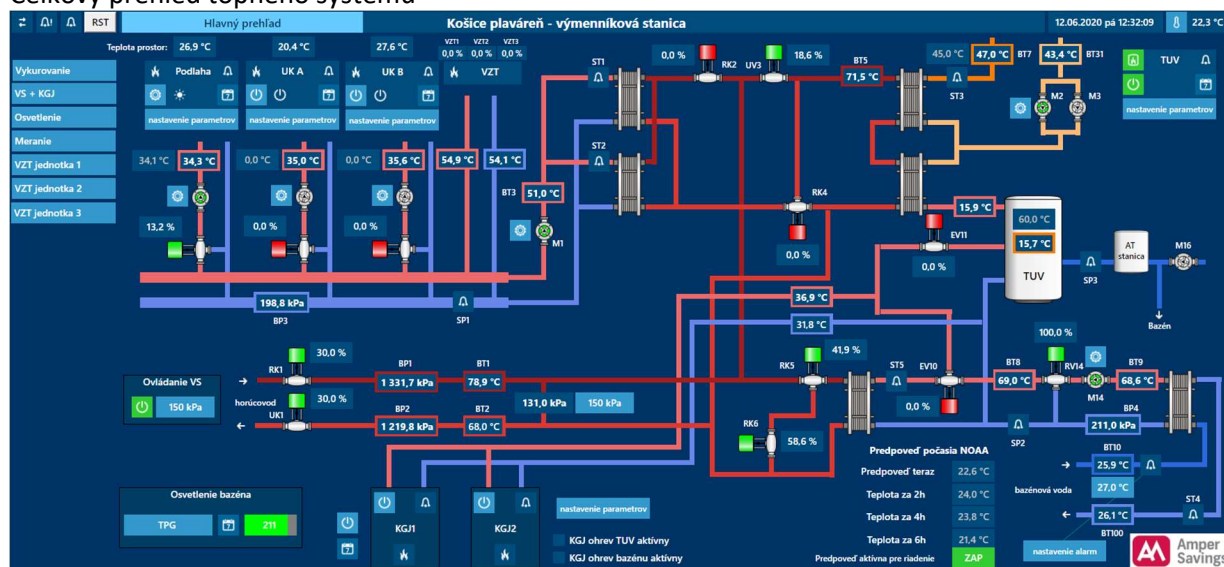 Celkový přehled topného systému
RST Hlavný prehľad Košice plaváreň - výmenníková stanica 12.06.2020 pá 12:32:09 22,3 °C
Teplota prostor: 26,9 °C 20,4 °C 27,6 °C
VZT1 VZT2 VZT3
0,0 % 0,0 % 0,0 %
Podlaha UK A UK B VZT
nastavenie parametrov nastavenie parametrov nastavenie parametrov
Vykurovanie
VS + KGJ
Osvetlenie
Meranie
VZT jednotka 1
VZT jednotka 2
VZT jednotka 3
34,1 °C 34,3 °C 0,0 °C 35,0 °C 0,0 °C 35,6 °C 54,9 °C 54,1 °C
13,2 % 0,0 % 0,0 %
198,8 kPa
BP3 SP1
ST1
ST2
BT3 51,0 °C
M1
0,0 % RK2 UV3 18,6 %
BT5
71,5 °C
45,0 °C 47,0 °C BT7 43,4 °C BT31
ST3 M2 M3
TUV
nastavenie parametrov
RK4
0,0 %
15,9 °C
EV11
0,0 %
60,0 °C
15,7 °C
TUV
AT
stanica
M16
SP3
Bazén
36,9 °C
31,8 °C
Ovládanie VS
150 kPa
RK1 30,0 %
horúcovod
UK1 30,0 %
BP1 BT1
1 331,7 kPa 78,9 °C
BP2 BT2
1 219,8 kPa 68,0 °C
131,0 kPa 150 kPa
RK5 41,9 %
RK6 58,6 %
ST5 EV10
0,0 %
BT8
69,0 °C
100,0 %
RV14
M14
BT9
68,6 °C
BP4
211,0 kPa
SP2
BT10
25,9 °C
bazénová voda 27,0 °C
26,1 °C
BT100
ST4
nastavenie alarm
Osvetlenie bazéna
TPG 211
KGJ1 KGJ2
nastavenie parametrov
KGJ ohrev TUV aktívny
KGJ ohrev bazénu aktívny
Predpoveď počasia NOAA
Predpoveď teraz 22,6 °C
Teplota za 2h 24,0 °C
Teplota za 4h 23,8 °C
Teplota za 6h 21,4 °C
Predpoveď aktívna pre riadenie ZAP
Amper
Savings